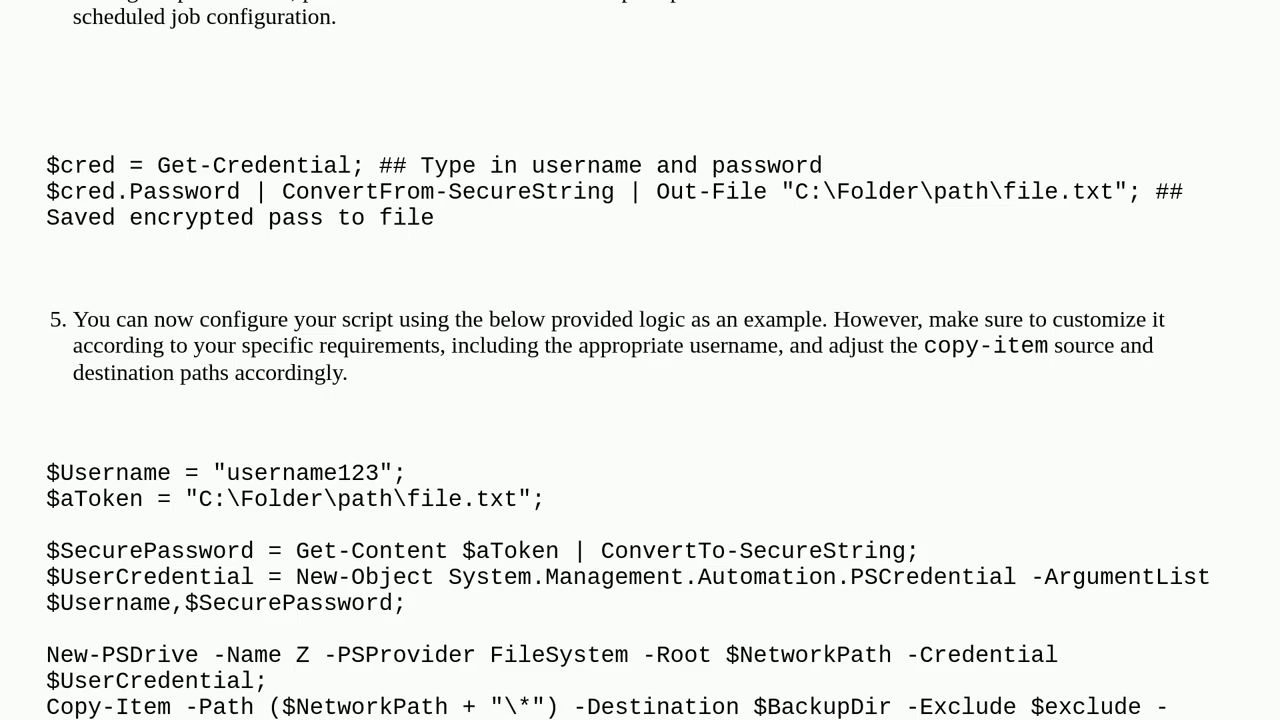 scheduled job configuration.
$cred = Get-Credential; ## Type in username and password
$cred.Password | ConvertFrom-SecureString | Out-File "C:\Folder\path\file.txt"; ##
Saved encrypted pass to file
5. You can now configure your script using the below provided logic as an example. However, make sure to customize it
according to your specific requirements, including the appropriate username, and adjust the copy-item source and
destination paths accordingly.
$Username = "username123";
$aToken = "C:\Folder\path\file.txt";
$SecurePassword = Get-Content $aToken | ConvertTo-SecureString;
$UserCredential = New-Object System.Management.Automation.PSCredential -ArgumentList
$Username,$SecurePassword;
New-PSDrive -Name Z -PSProvider FileSystem -Root $NetworkPath -Credential
$UserCredential;
Copy-Item -Path ($NetworkPath + "\*") -Destination $BackupDir -Exclude $exclude -